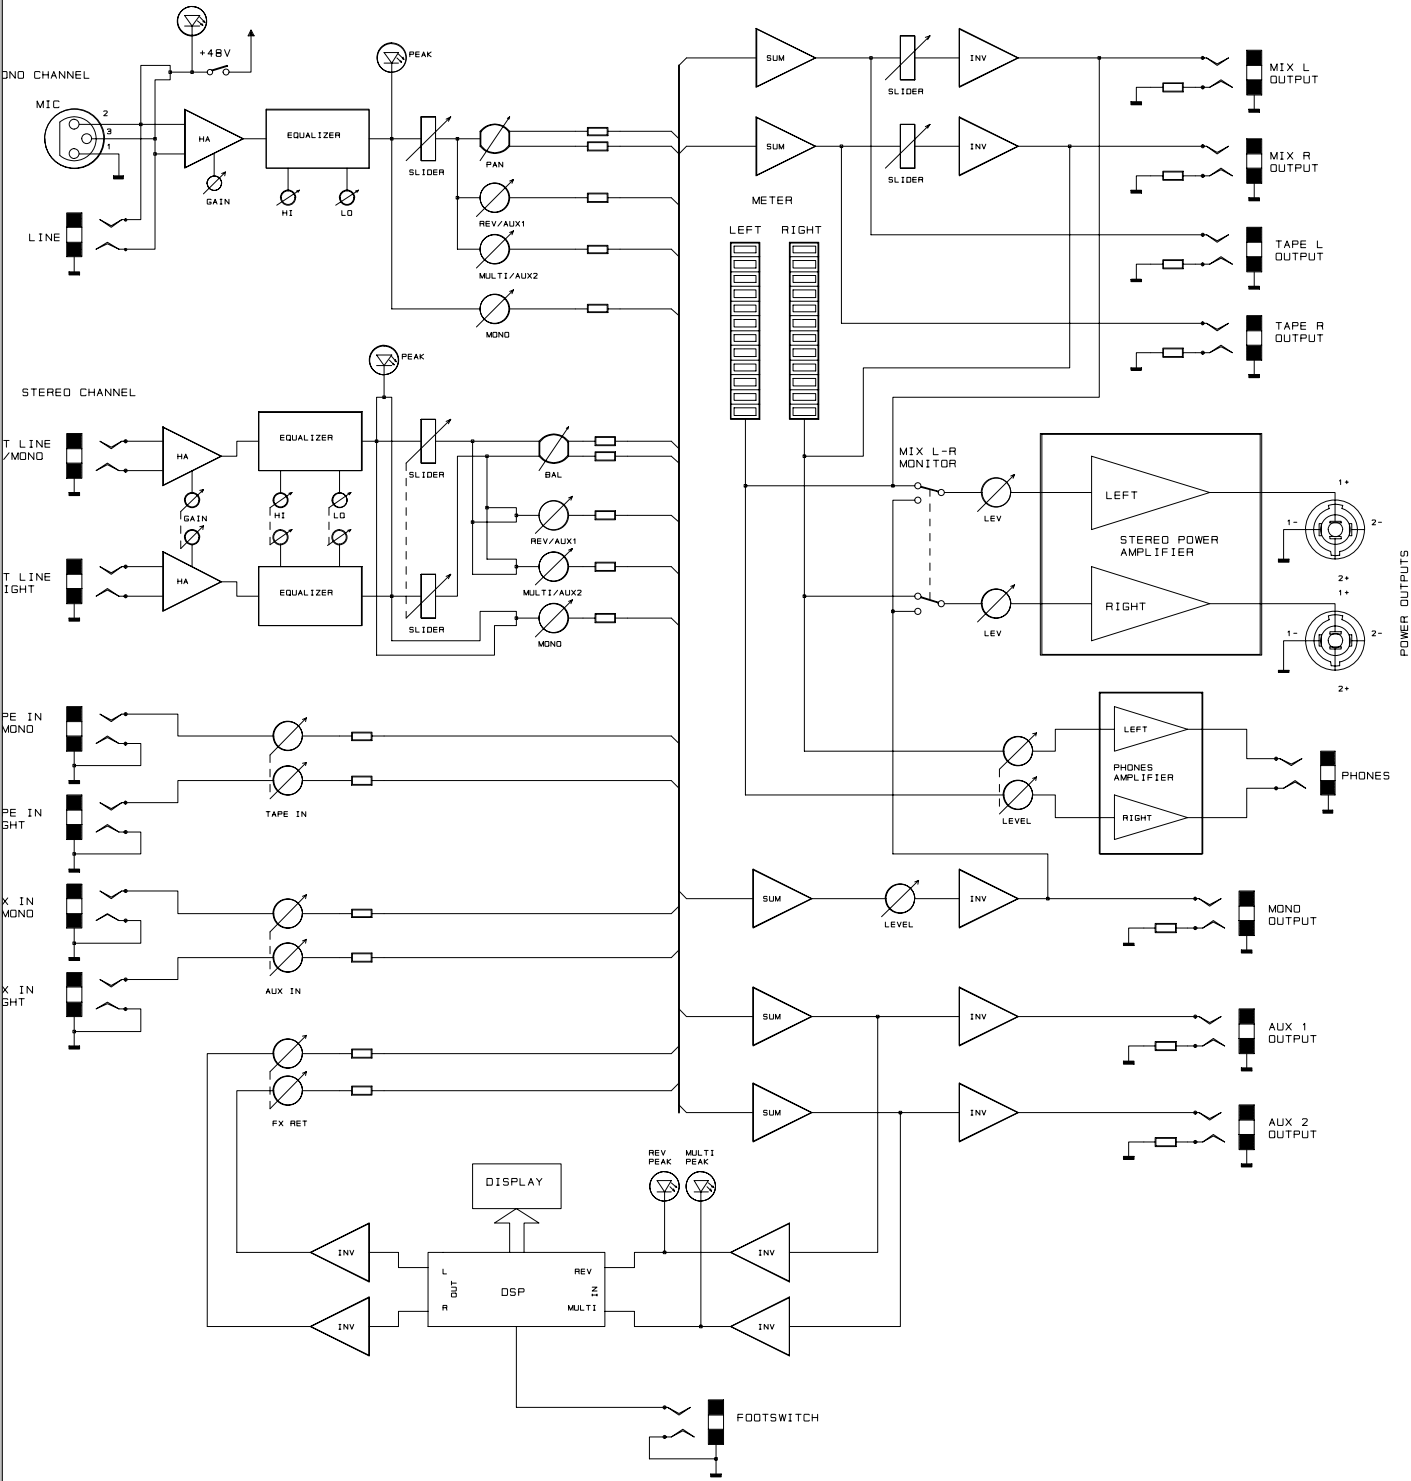 +48V
MIC
2
3
1
HA
GAIN
EQUALIZER
HI
LO
PEAK
SLIDER
PAN
REV/AUX1
MULTI/AUX2
MONO
LINE
CHANNEL
STEREO CHANNEL
PEAK
LINE
/MONO
HA
GAIN
EQUALIZER
HI
LO
SLIDER
BAL
REV/AUX1
MULTI/AUX2
MONO
LINE
HA
EQUALIZER
SLIDER
IN
MONO
IN
TAPE IN
IN
MONO
IN
AUX IN
FX RET
SUM
SLIDER
INV
MIX L
OUTPUT
SUM
SLIDER
INV
MIX R
OUTPUT
METER
LEFT
RIGHT
TAPE L
OUTPUT
TAPE R
OUTPUT
MIX L-R
MONITOR
LEV
LEFT
STEREO POWER
AMPLIFIER
LEV
RIGHT
1+
1-
2-
2+
1+
1-
2-
2+
POWER OUTPUTS
LEFT
PHONES
AMPLIFIER
RIGHT
LEVEL
PHONES
SUM
LEVEL
INV
MONO
OUTPUT
SUM
INV
AUX 1
OUTPUT
SUM
INV
AUX 2
OUTPUT
REV
PEAK
MULTI
PEAK
DISPLAY
INV
L
OUT
R
DSP
REV
IN
MULTI
INV
INV
INV
FOOTSWITCH